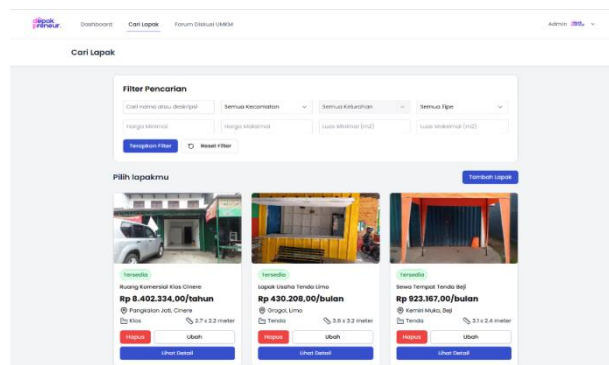 depok
preneur.
Dashboard Cari Lapak Forum Diskusi UMKM Admin
Cari Lapak
Filter Pencarian
Cari nama atau deskripsi Semua Kecamatan Semua Kelurahan Semua Tipe
Harga Minimal Harga Maksimal Luas Minimal (m2) Luas Maksimal (m2)
Terapkan Filter Reset Filter
Pilih lapakmu Tambah Lapak
Tersedia Tersedia Tersedia
Ruang Komersial Kios Cinere Lapak Usaha Tenda Limo Sewa Tempat Tenda Beji
Rp 8.402.334,00/tahun Rp 430.208,00/bulan Rp 923.167,00/bulan
Pangkalan Jati, Cinere Grogol, Limo Kemiri Muka, Beji
Kios 2.7 x 2.2 meter Tenda 3.6 x 3.2 meter Tenda 3.1 x 2.4 meter
Hapus Ubah Hapus Ubah Hapus Ubah
Lihat Detail Lihat Detail Lihat Detail